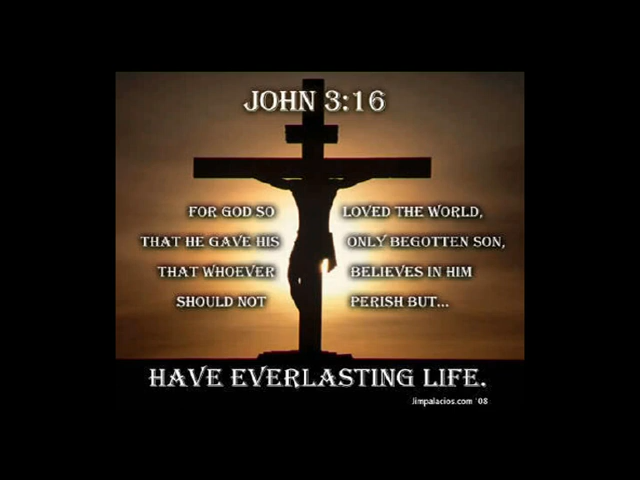 JOHN 3:16
FOR GOD SO LOVED THE WORLD,
THAT HE GAVE HIS ONLY BEGOTTEN SON,
THAT WHOEVER BELIEVES IN HIM
SHOULD NOT PERISH BUT...
HAVE EVERLASTING LIFE.
Jimpalacios.com '08